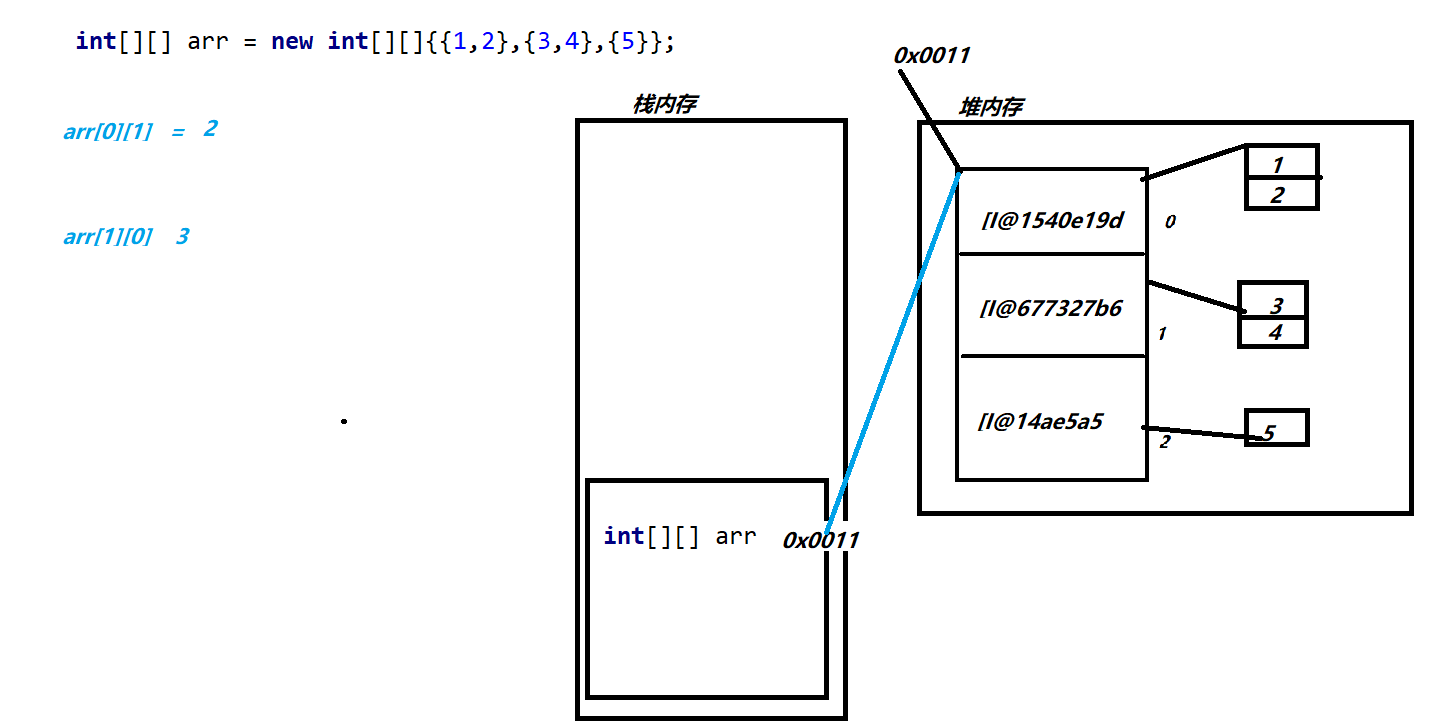 int[][] arr = new int[][]{{1,2},{3,4},{5}};
arr[0][1] = 2
arr[1][0] 3
栈内存
int[][] arr 0x0011
0x0011
堆内存
[I@1540e19d
0
1
2
[I@677327b6
1
3
4
[I@14ae5a5
2
5